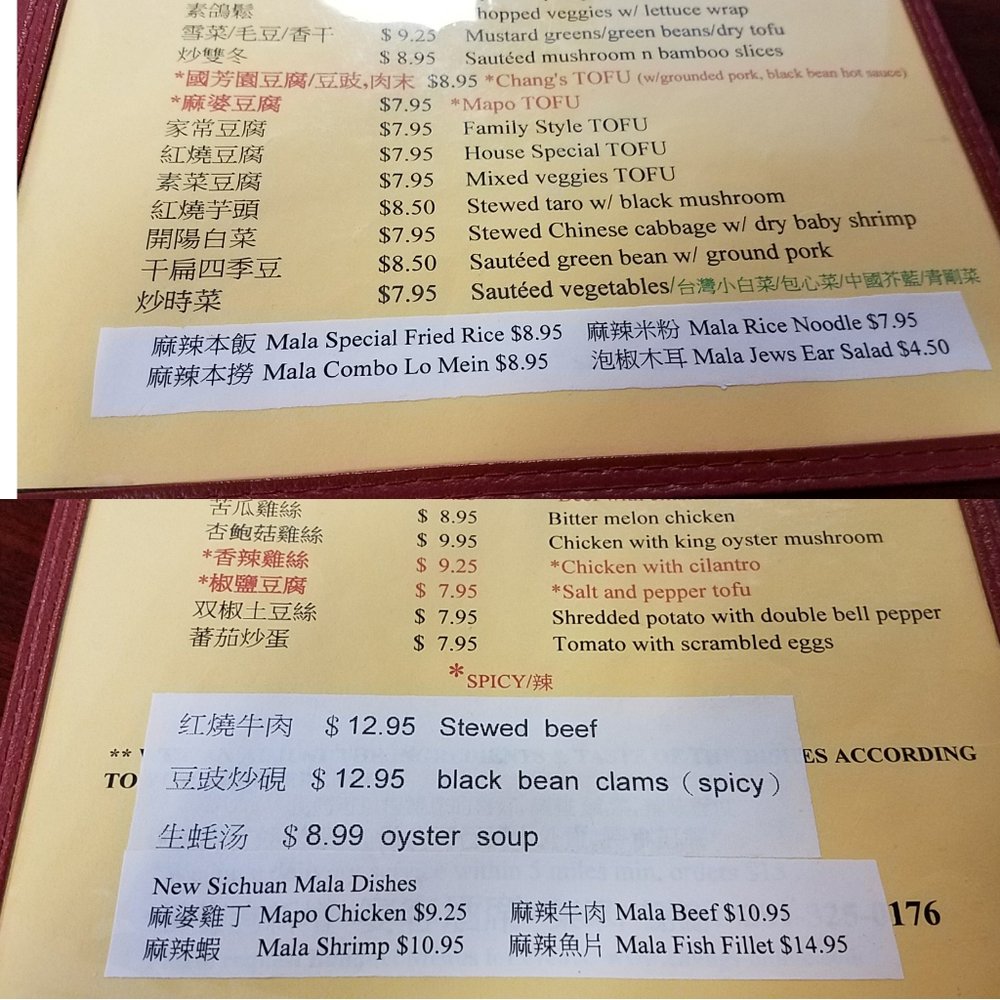 素鴿鬆 hopped veggies w/ lettuce wrap
雪菜/毛豆/香干 $ 9.25 Mustard greens/green beans/dry tofu
炒雙冬 $ 8.95 Sautéed mushroom n bamboo slices
*國芳園豆腐/豆豉,肉末 $8.95 *Chang's TOFU (w/grounded pork, black bean hot sauce)
*麻婆豆腐 $7.95 *Mapo TOFU
家常豆腐 $7.95 Family Style TOFU
紅燒豆腐 $7.95 House Special TOFU
素菜豆腐 $7.95 Mixed veggies TOFU
紅燒芋頭 $8.50 Stewed taro w/ black mushroom
開陽白菜 $7.95 Stewed Chinese cabbage w/ dry baby shrimp
干扁四季豆 $8.50 Sautéed green bean w/ ground pork
炒時菜 $7.95 Sautéed vegetables/台灣小白菜/包心菜/中國芥藍/青剛菜
麻辣本飯 Mala Special Fried Rice $8.95 麻辣米粉 Mala Rice Noodle $7.95
麻辣本撈 Mala Combo Lo Mein $8.95 泡椒木耳 Mala Jews Ear Salad $4.50
苦瓜雞絲 $ 8.95 Bitter melon chicken
杏鮑菇雞絲 $ 9.95 Chicken with king oyster mushroom
*香辣雞絲 $ 9.25 *Chicken with cilantro
*椒鹽豆腐 $ 7.95 *Salt and pepper tofu
双椒土豆絲 $ 7.95 Shredded potato with double bell pepper
蕃茄炒蛋 $ 7.95 Tomato with scrambled eggs
*SPICY/辣
红燒牛肉 $ 12.95 Stewed beef
** ES ACCORDING
TO
豆豉炒硯 $ 12.95 black bean clams (spicy)
生蚝汤 $ 8.99 oyster soup
New Sichuan Mala Dishes
麻婆雞丁 Mapo Chicken $9.25 麻辣牛肉 Mala Beef $10.95
176
麻辣蝦 Mala Shrimp $10.95 麻辣魚片 Mala Fish Fillet $14.95